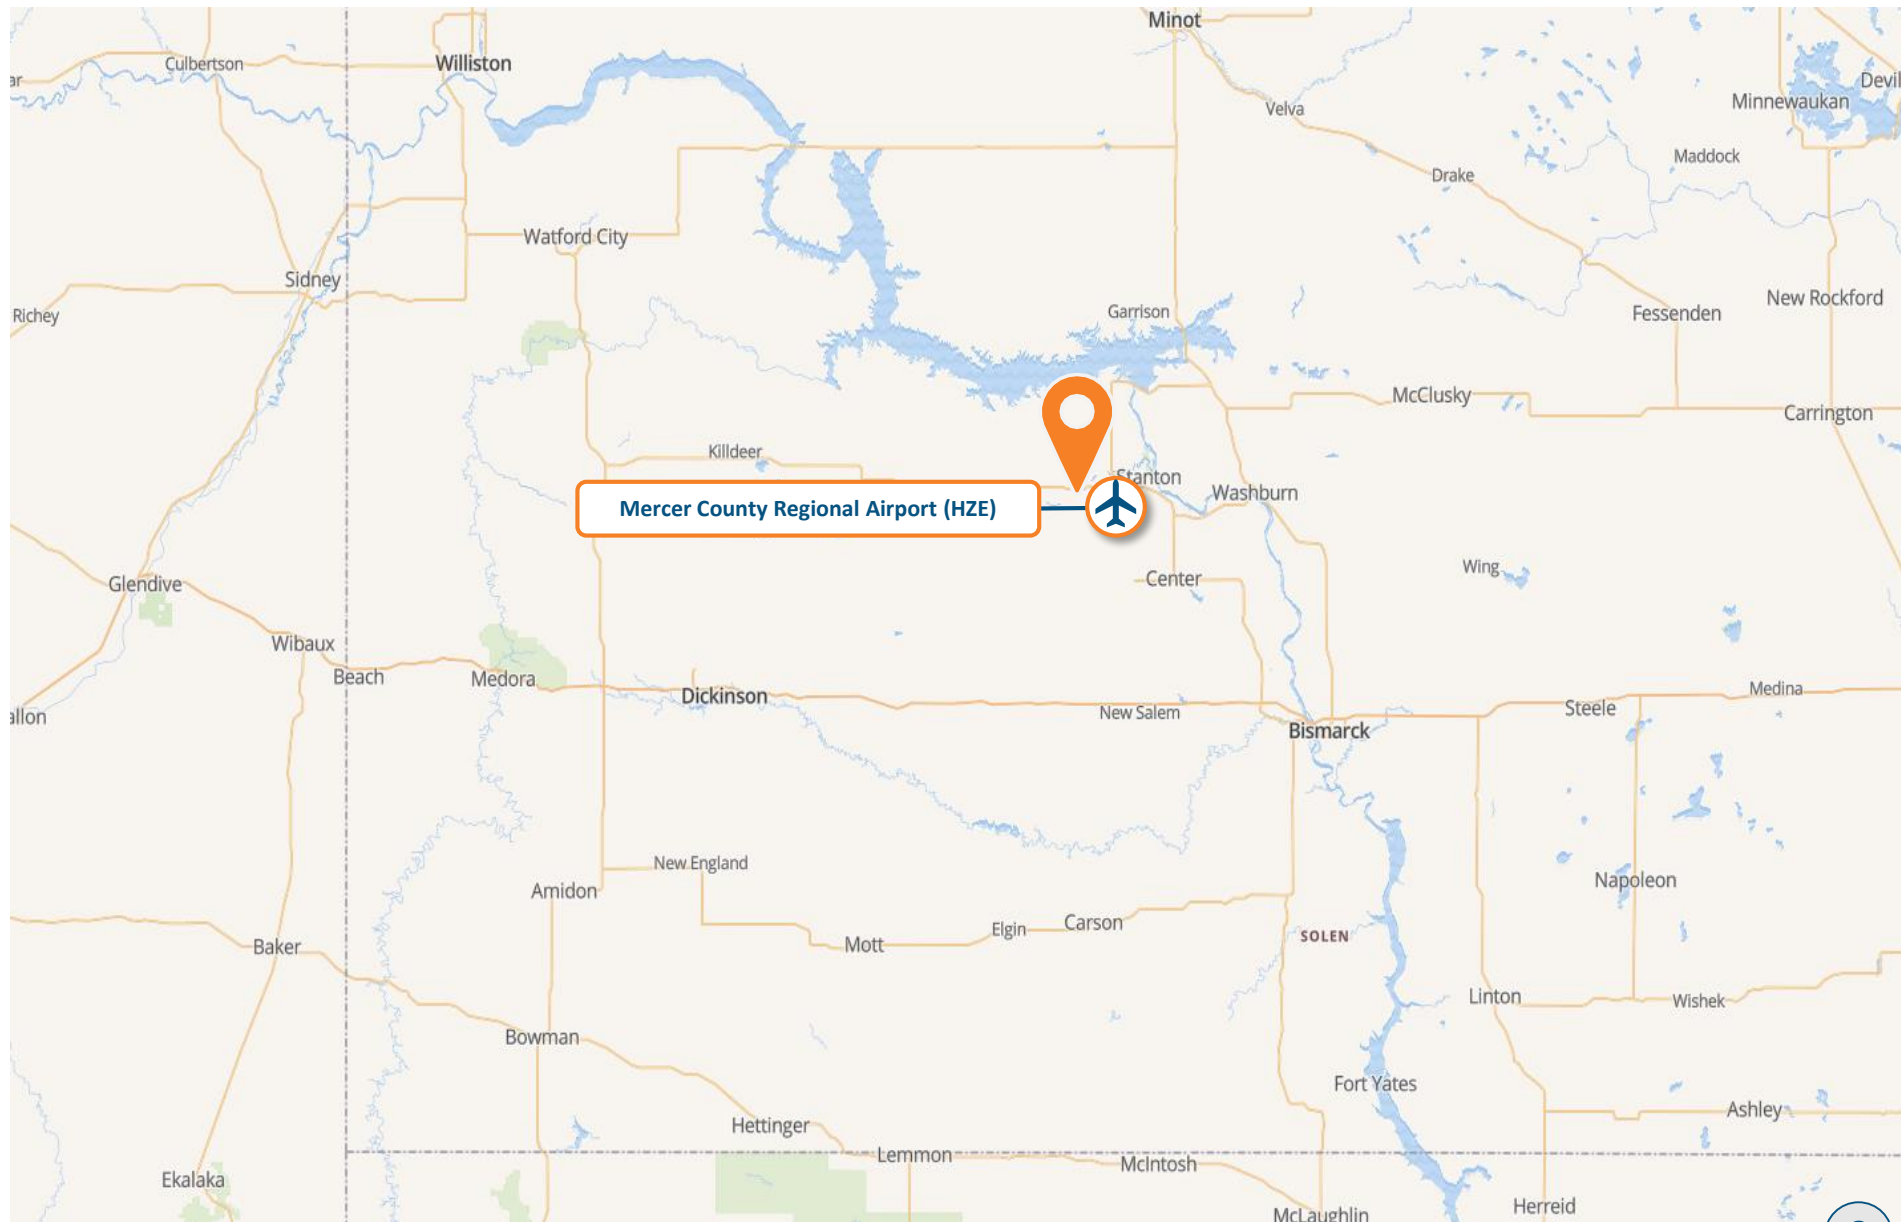 Minot
Culbertson
Williston
Devil
Minnewaukan
ar
Velva
Maddock
Drake
Watford City
Sidney
New Rockford
Richey
Garrison
Fessenden
McClusky
Carrington
Killdeer
Stanton
Washburn
Mercer County Regional Airport (HZE)
Wing
Center
Glendive
Wibaux
Beach
Medora
Dickinson
Medina
New Salem
Steele
allon
Bismarck
New England
Napoleon
Amidon
Carson
Elgin
SOLEN
Mott
Baker
Linton
Wishek
Bowman
Fort Yates
Ashley
Hettinger
Lemmon
McIntosh
Ekalaka
Herreid
McLaughlin